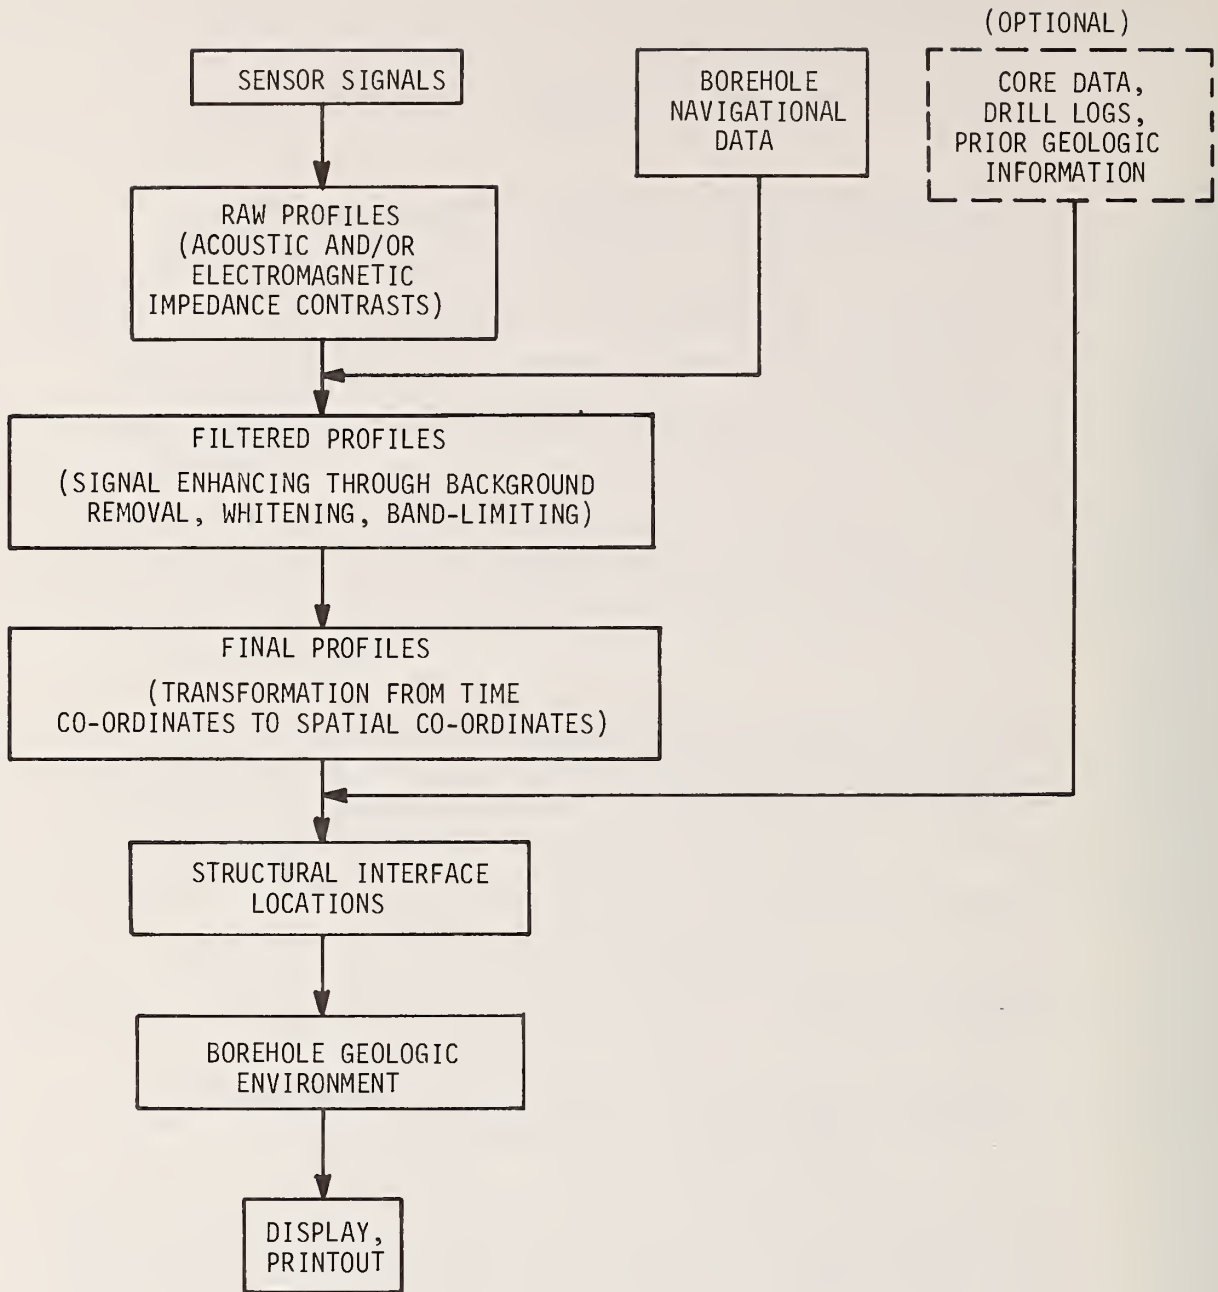 (OPTIONAL)
SENSOR SIGNALS
BOREHOLE
NAVIGATIONAL
DATA
CORE DATA,
DRILL LOGS,
PRIOR GEOLOGIC
INFORMATION
RAW PROFILES
(ACOUSTIC AND/OR
ELECTROMAGNETIC
IMPEDANCE CONTRASTS)
FILTERED PROFILES
(SIGNAL ENHANCING THROUGH BACKGROUND
REMOVAL, WHITENING, BAND-LIMITING)
FINAL PROFILES
(TRANSFORMATION FROM TIME
CO-ORDINATES TO SPATIAL CO-ORDINATES)
STRUCTURAL INTERFACE
LOCATIONS
BOREHOLE GEOLOGIC
ENVIRONMENT
DISPLAY,
PRINTOUT